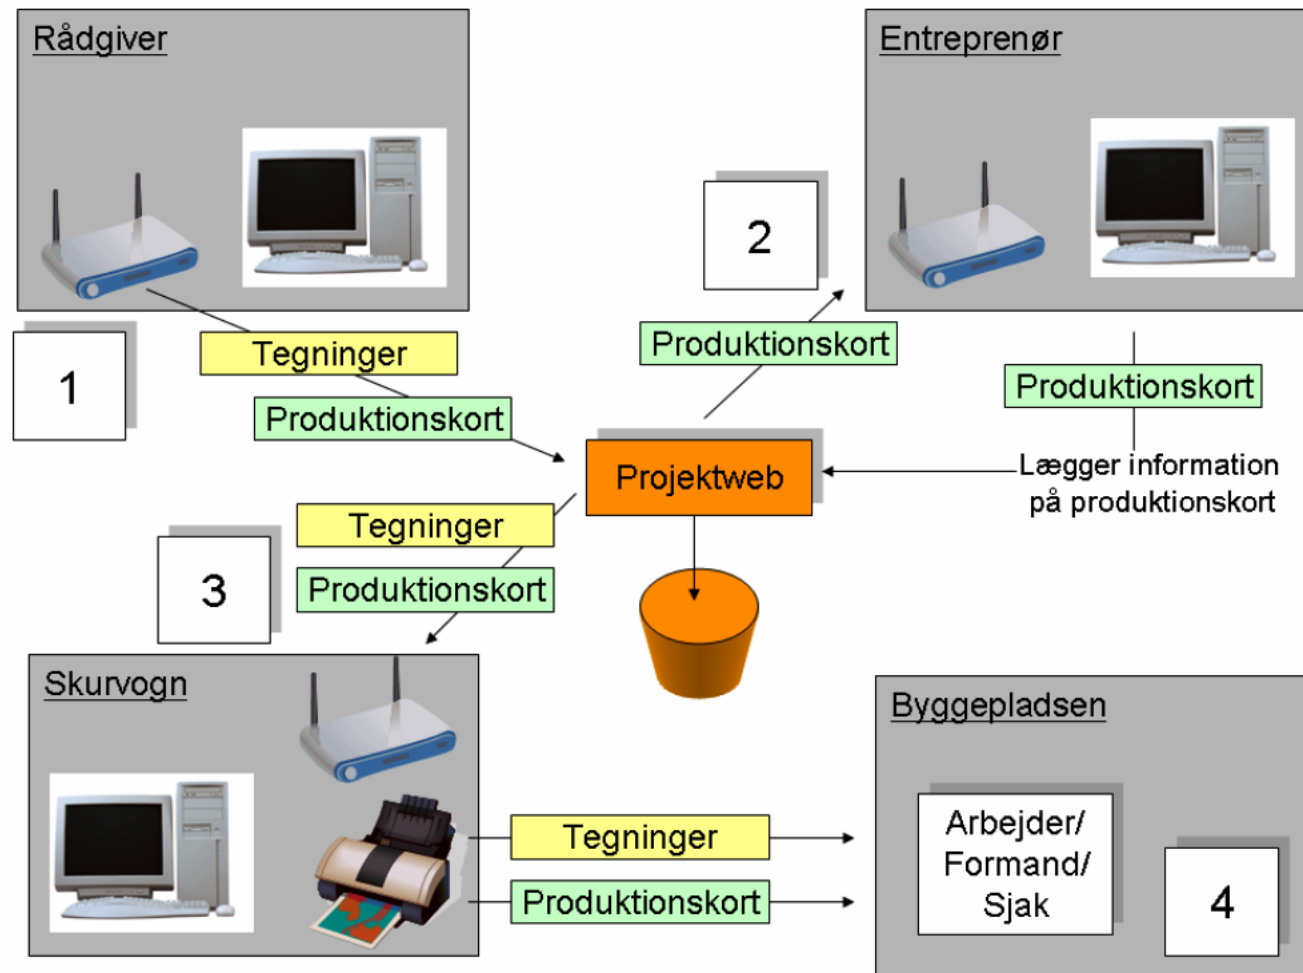 Rådgiver
Entreprenør
1
Tegninger
Produktionskort
2
Produktionskort
Produktionskort
Lægger information
på produktionskort
Projektweb
3
Tegninger
Produktionskort
Skurvogn
Tegninger
Produktionskort
Byggepladsen
Arbejder/
Formand/
Sjak
4